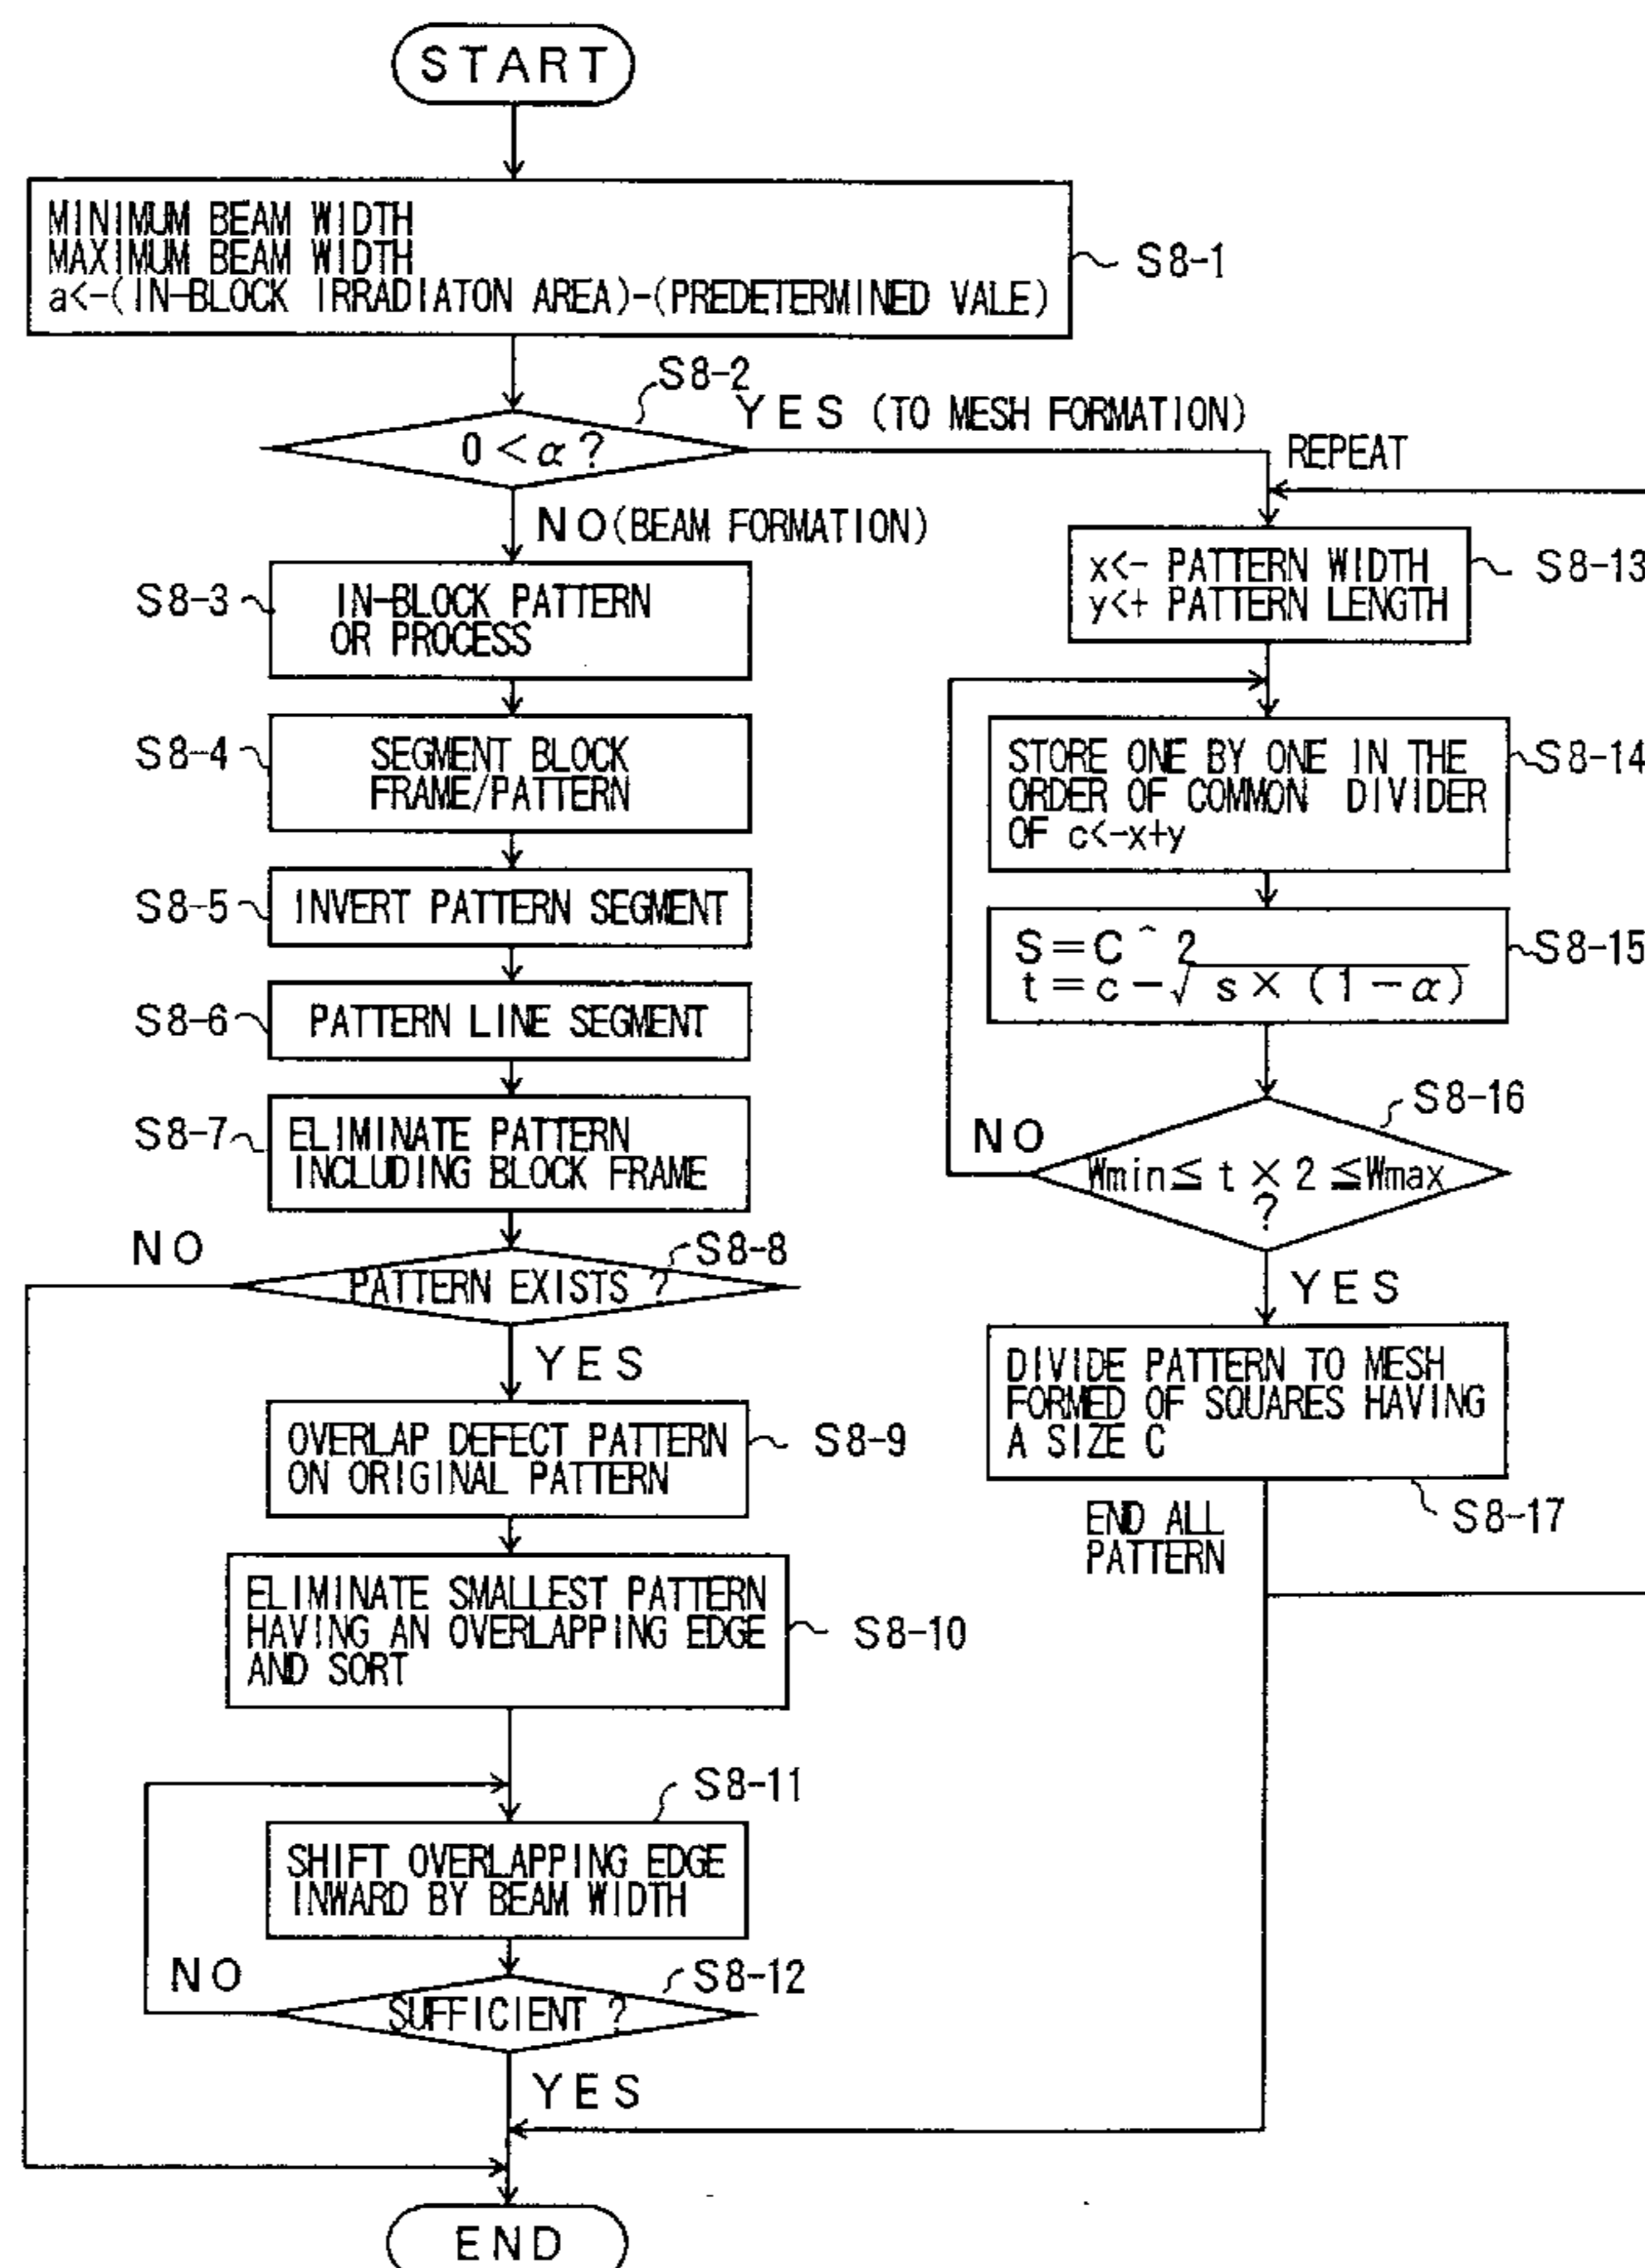 START
MINIMUM BEAM WIDTH
MAXIMUM BEAM WIDTH
a<-(IN-BLOCK IRRADIATON AREA)-(PREDETERMINED VALE)
S8-1
S8-2
0<α?
YES (TO MESH FORMATION)
REPEAT
NO(BEAM FORMATION)
S8-3
IN-BLOCK PATTERN
OR PROCESS
S8-4
SEGMENT BLOCK
FRAME/PATTERN
S8-5
INVERT PATTERN SEGMENT
S8-6
PATTERN LINE SEGMENT
S8-7
ELIMINATE PATTERN
INCLUDING BLOCK FRAME
NO
S8-8
PATTERN EXISTS ?
YES
OVERLAP DEFECT PATTERN
ON ORIGINAL PATTERN
S8-9
ELIMINATE SMALLEST PATTERN
HAVING AN OVERLAPPING EDGE
AND SORT
S8-10
S8-11
SHIFT OVERLAPPING EDGE
INWARD BY BEAM WIDTH
NO
S8-12
SUFFICIENT ?
YES
x<- PATTERN WIDTH
y<+ PATTERN LENGTH
S8-13
STORE ONE BY ONE IN THE
ORDER OF COMMON DIVIDER
OF c<-x+y
S8-14
S=C^2
t=c-√s×(1-α)
S8-15
S8-16
NO
Wmin≦t×2≦Wmax
?
YES
DIVIDE PATTERN TO MESH
FORMED OF SQUARES HAVING
A SIZE C
S8-17
END ALL
PATTERN
END